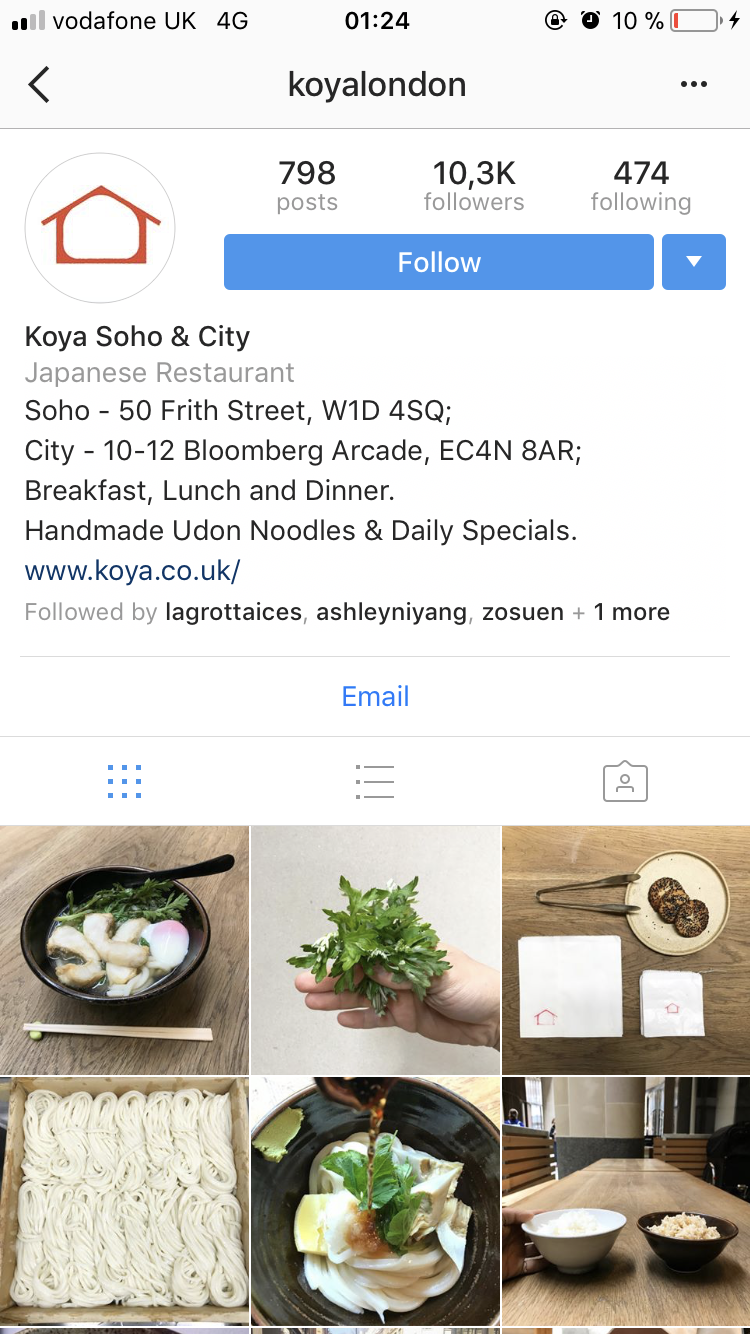 vodafone UK 4G 01:24 10 %
koyalondon
798 10,3K 474
posts followers following
Follow
Koya Soho & City
Japanese Restaurant
Soho - 50 Frith Street, W1D 4SQ;
City - 10-12 Bloomberg Arcade, EC4N 8AR;
Breakfast, Lunch and Dinner.
Handmade Udon Noodles & Daily Specials.
www.koya.co.uk/
Followed by lagrottaices, ashleyniyang, zosuen + 1 more
Email